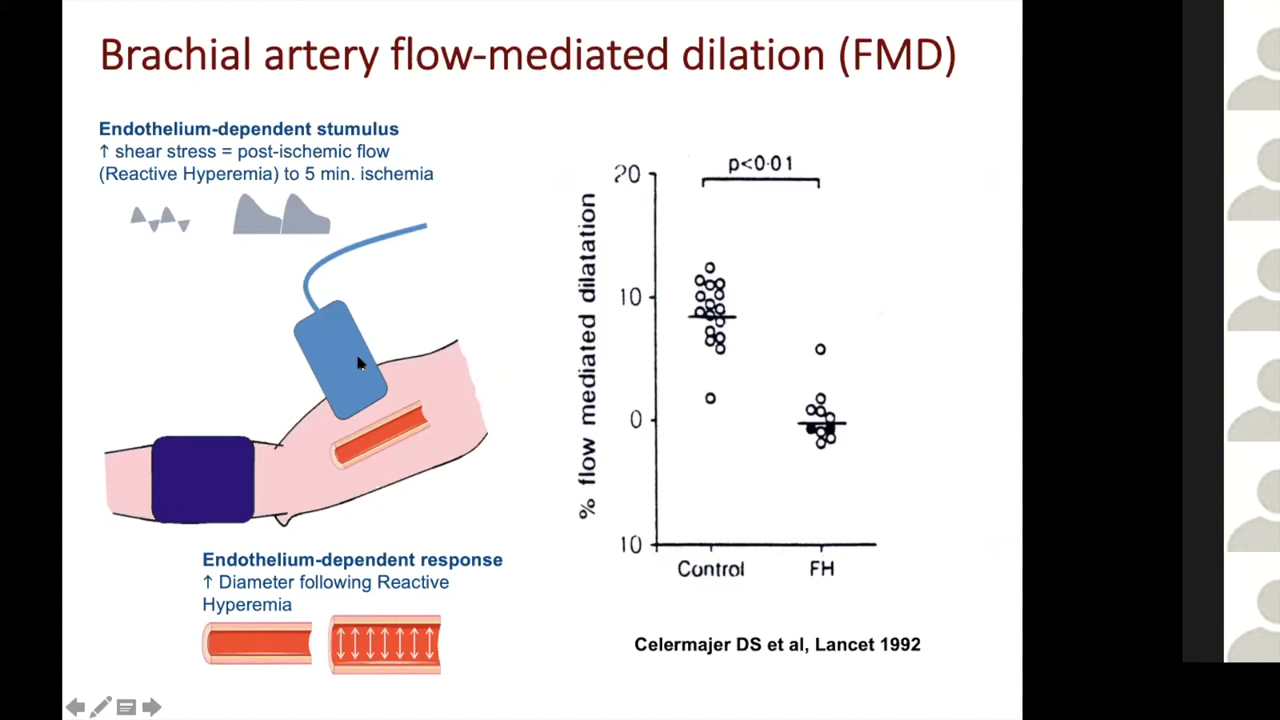 Brachial artery flow-mediated dilation (FMD)
Endothelium-dependent stumulus
↑ shear stress = post-ischemic flow
(Reactive Hyperemia) to 5 min. ischemia
Endothelium-dependent response
↑ Diameter following Reactive
Hyperemia
% flow mediated dilatation
20
10
0
10
p<0·01
Control
FH
Celermajer DS et al, Lancet 1992